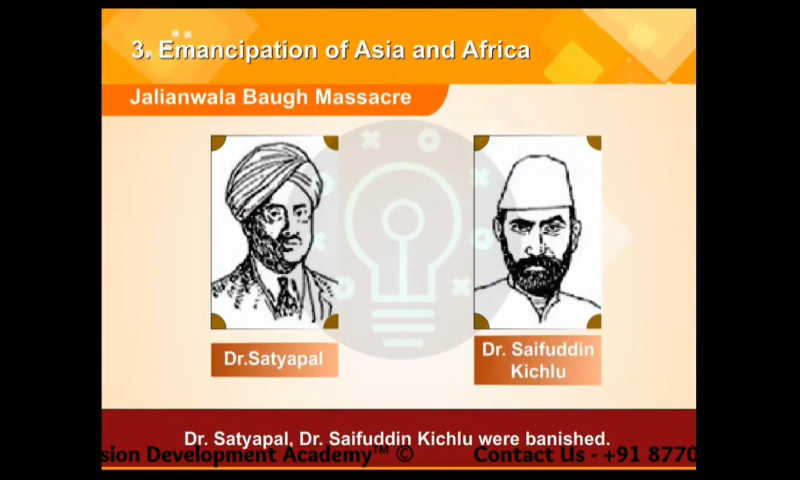 3. Emancipation of Asia and Africa
Jalianwala Baugh Massacre
Dr.Satyapal
Dr. Saifuddin
Kichlu
Dr. Satyapal, Dr. Saifuddin Kichlu were banished.
sion Development Academy™ © Contact Us - +91 8770